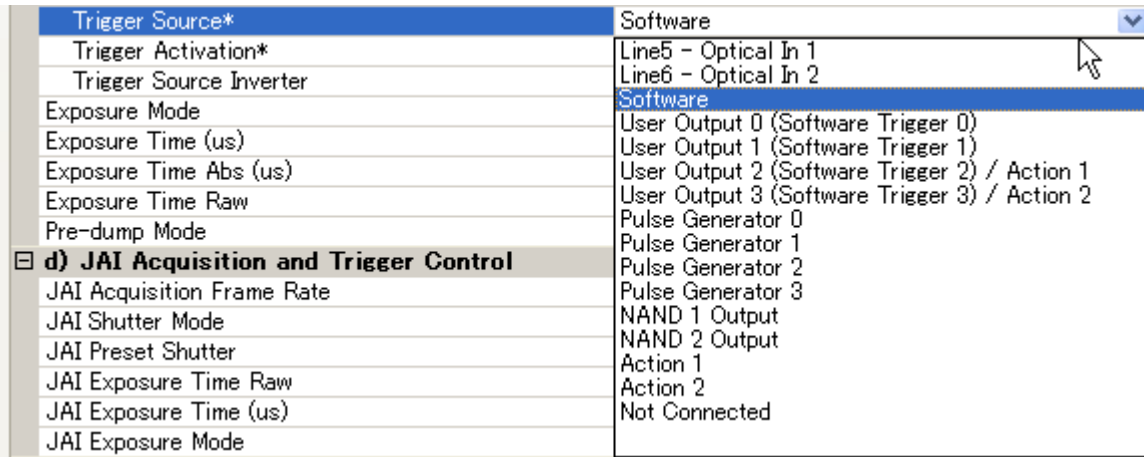 Trigger Source*
Software
Trigger Activation*
Trigger Source Inverter
Exposure Mode
Exposure Time (us)
Exposure Time Abs (us)
Exposure Time Raw
Pre-dump Mode
d) JAI Acquisition and Trigger Control
JAI Acquisition Frame Rate
JAI Shutter Mode
JAI Preset Shutter
JAI Exposure Time Raw
JAI Exposure Time (us)
JAI Exposure Mode
Line5 - Optical In 1
Line6 - Optical In 2
Software
User Output 0 (Software Trigger 0)
User Output 1 (Software Trigger 1)
User Output 2 (Software Trigger 2) / Action 1
User Output 3 (Software Trigger 3) / Action 2
Pulse Generator 0
Pulse Generator 1
Pulse Generator 2
Pulse Generator 3
NAND 1 Output
NAND 2 Output
Action 1
Action 2
Not Connected